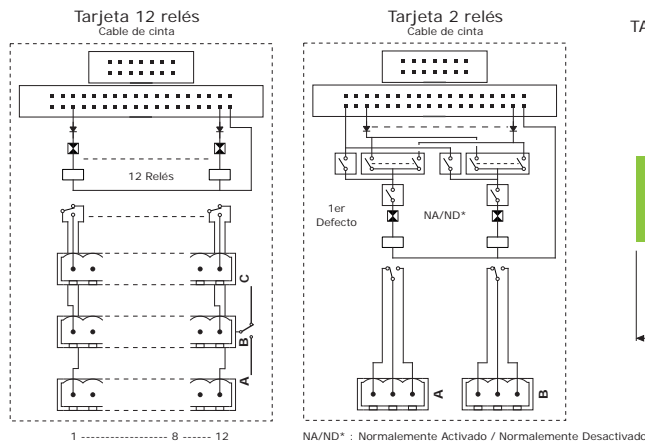 Tarjeta 12 relés
Cable de cinta
12 Relés
C
B
A
1 ------------------ 8 ------ 12
Tarjeta 2 relés
Cable de cinta
1er
Defecto
NA/ND*
A
B
NA/ND* : Normalemente Activado / Normalemente Desactivado
TA